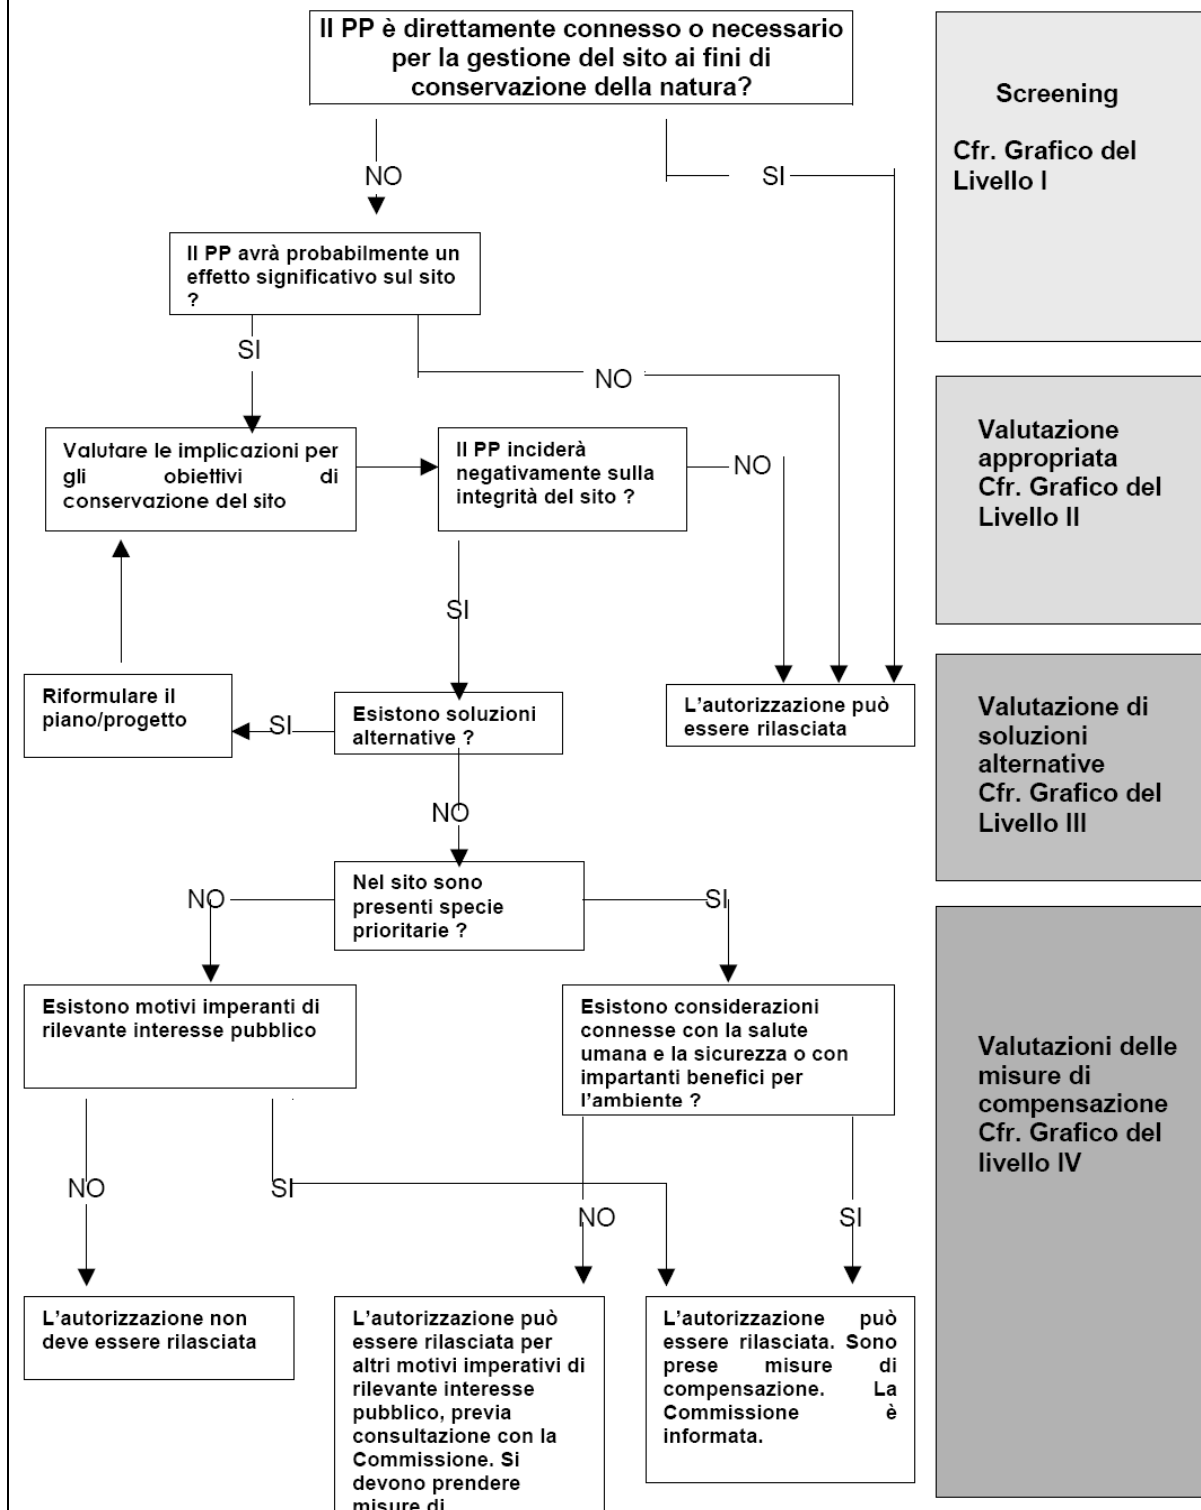 Il PP è direttamente connesso o necessario
per la gestione del sito ai fini di
conservazione della natura?
Screening
Cfr. Grafico del
Livello I
NO
SI
Il PP avrà probabilmente un
effetto significativo sul sito
?
SI
NO
Valutare le implicazioni per
gli obiettivi di
conservazione del sito
Il PP inciderà
negativamente sulla
integrità del sito ?
NO
Valutazione
appropriata
Cfr. Grafico del
Livello II
SI
Riformulare il
piano/progetto
SI
Esistono soluzioni
alternative ?
L'autorizzazione può
essere rilasciata
Valutazione di
soluzioni
alternative
Cfr. Grafico del
Livello III
NO
Nel sito sono
presenti specie
prioritarie ?
NO
SI
Esistono motivi imperanti di
rilevante interesse pubblico
Esistono considerazioni
connesse con la salute
umana e la sicurezza o con
impartanti benefici per
l'ambiente ?
Valutazioni delle
misure di
compensazione
Cfr. Grafico del
livello IV
NO
SI
NO
SI
L'autorizzazione non
deve essere rilasciata
L'autorizzazione può
essere rilasciata per
altri motivi imperativi di
rilevante interesse
pubblico, previa
consultazione con la
Commissione. Si
devono prendere
misure di
L'autorizzazione può
essere rilasciata. Sono
prese misure di
compensazione. La
Commissione è
informata.